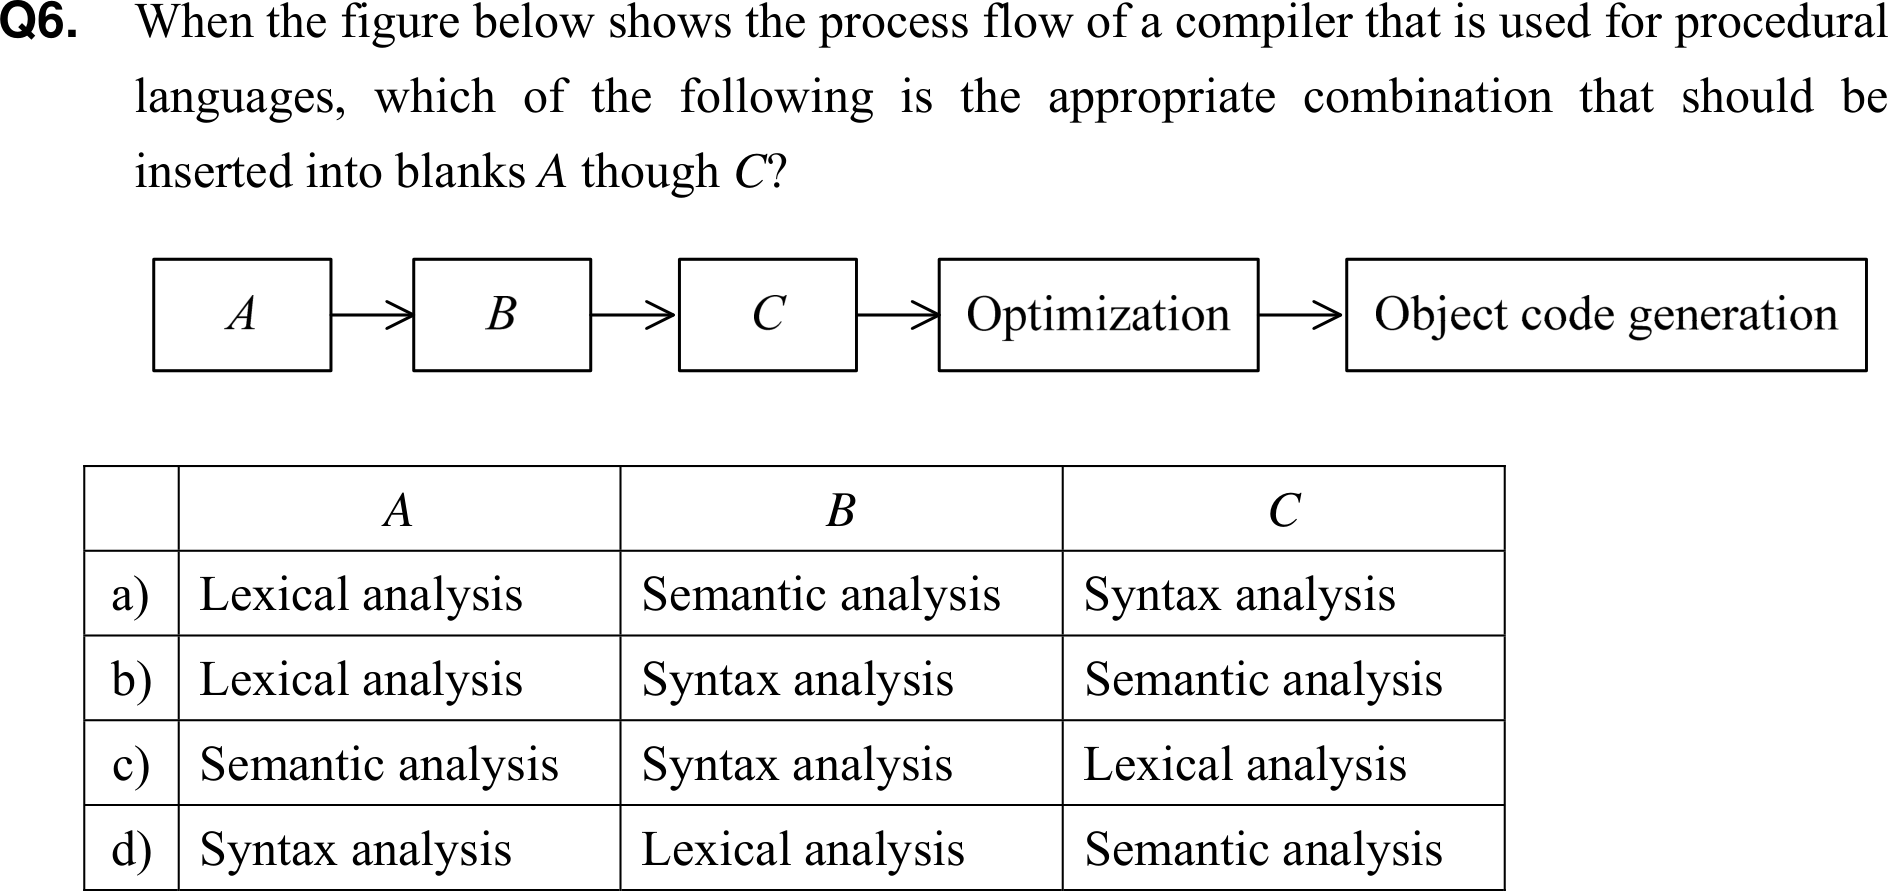 Q6. When the figure below shows the process flow of a compiler that is used for procedural
languages, which of the following is the appropriate combination that should be
inserted into blanks A though C?
A B C Optimization Object code generation
A B C
a) Lexical analysis Semantic analysis Syntax analysis
b) Lexical analysis Syntax analysis Semantic analysis
c) Semantic analysis Syntax analysis Lexical analysis
d) Syntax analysis Lexical analysis Semantic analysis